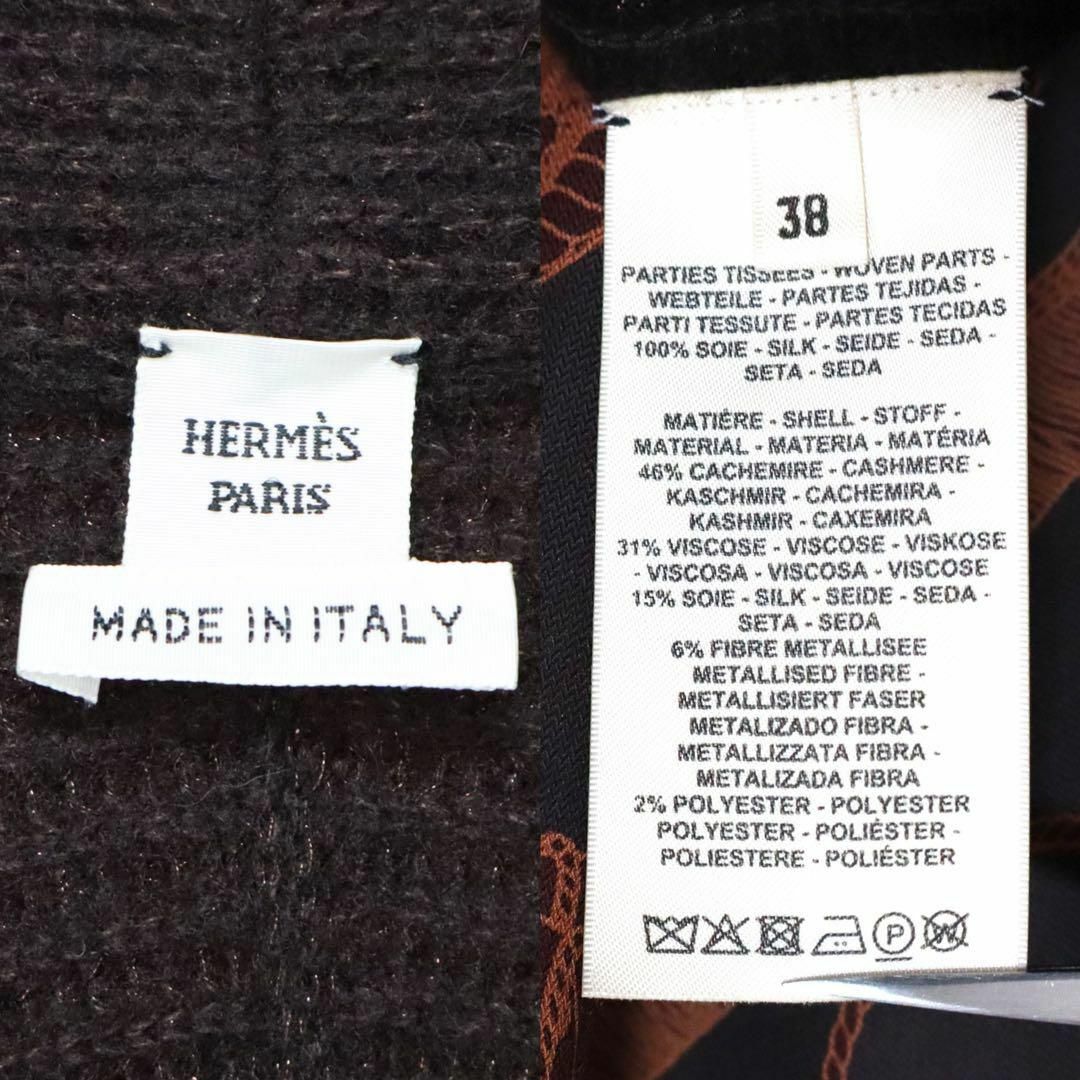 HERMÈS
PARIS
MADE IN ITALY
38
PARTIES TISSEES - WOVEN PARTS -
WEBTEILE - PARTES TEJIDAS -
PARTI TESSUTE - PARTES TECIDAS
100% SOIE - SILK - SEIDE - SEDA -
SETA - SEDA
MATIÈRE - SHELL - STOFF -
MATERIAL - MATERIA - MATÉRIA
46% CACHEMIRE - CASHMERE -
KASCHMIR - CACHEMIRA -
KASHMIR - CAXEMIRA
31% VISCOSE - VISCOSE - VISKOSE
- VISCOSA - VISCOSA - VISCOSE
15% SOIE - SILK - SEIDE - SEDA -
SETA - SEDA
6% FIBRE METALLISEE
METALLISED FIBRE -
METALLISIERT FASER
METALIZADO FIBRA -
METALLIZZATA FIBRA -
METALIZADA FIBRA
2% POLYESTER - POLYESTER
POLYESTER - POLIÉSTER -
POLIESTERE - POLIÉSTER
P W